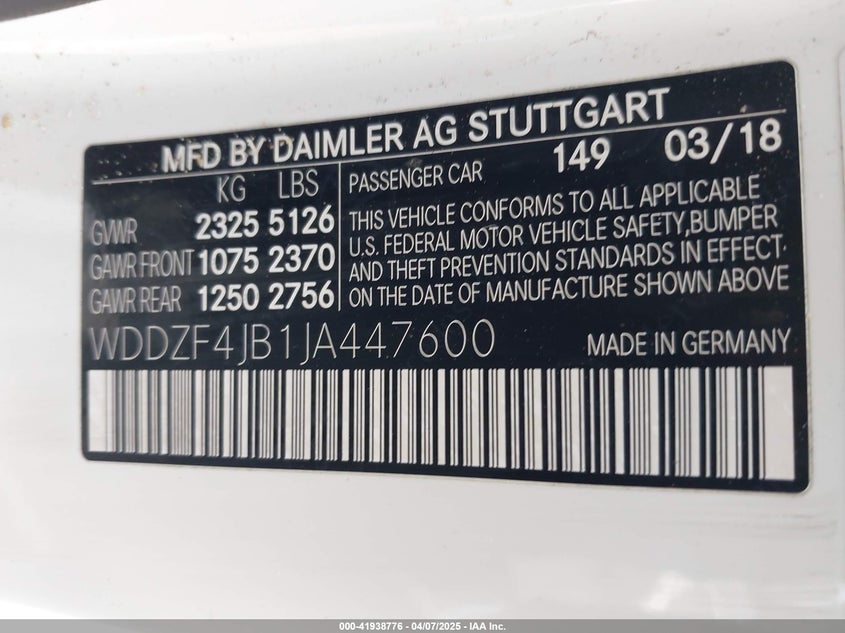 MFD BY DAIMLER AG STUTTGART
KG LBS
GVWR 2325 5126
GAWR FRONT 1075 2370
GAWR REAR 1250 2756
PASSENGER CAR 149 03/18
THIS VEHICLE CONFORMS TO ALL APPLICABLE
U.S. FEDERAL MOTOR VEHICLE SAFETY,BUMPER
AND THEFT PREVENTION STANDARDS IN EFFECT
ON THE DATE OF MANUFACTURE SHOWN ABOVE
WDDZF4JB1JA447600 MADE IN GERMANY
000-41938776 - 04/07/2025 - IAA Inc.